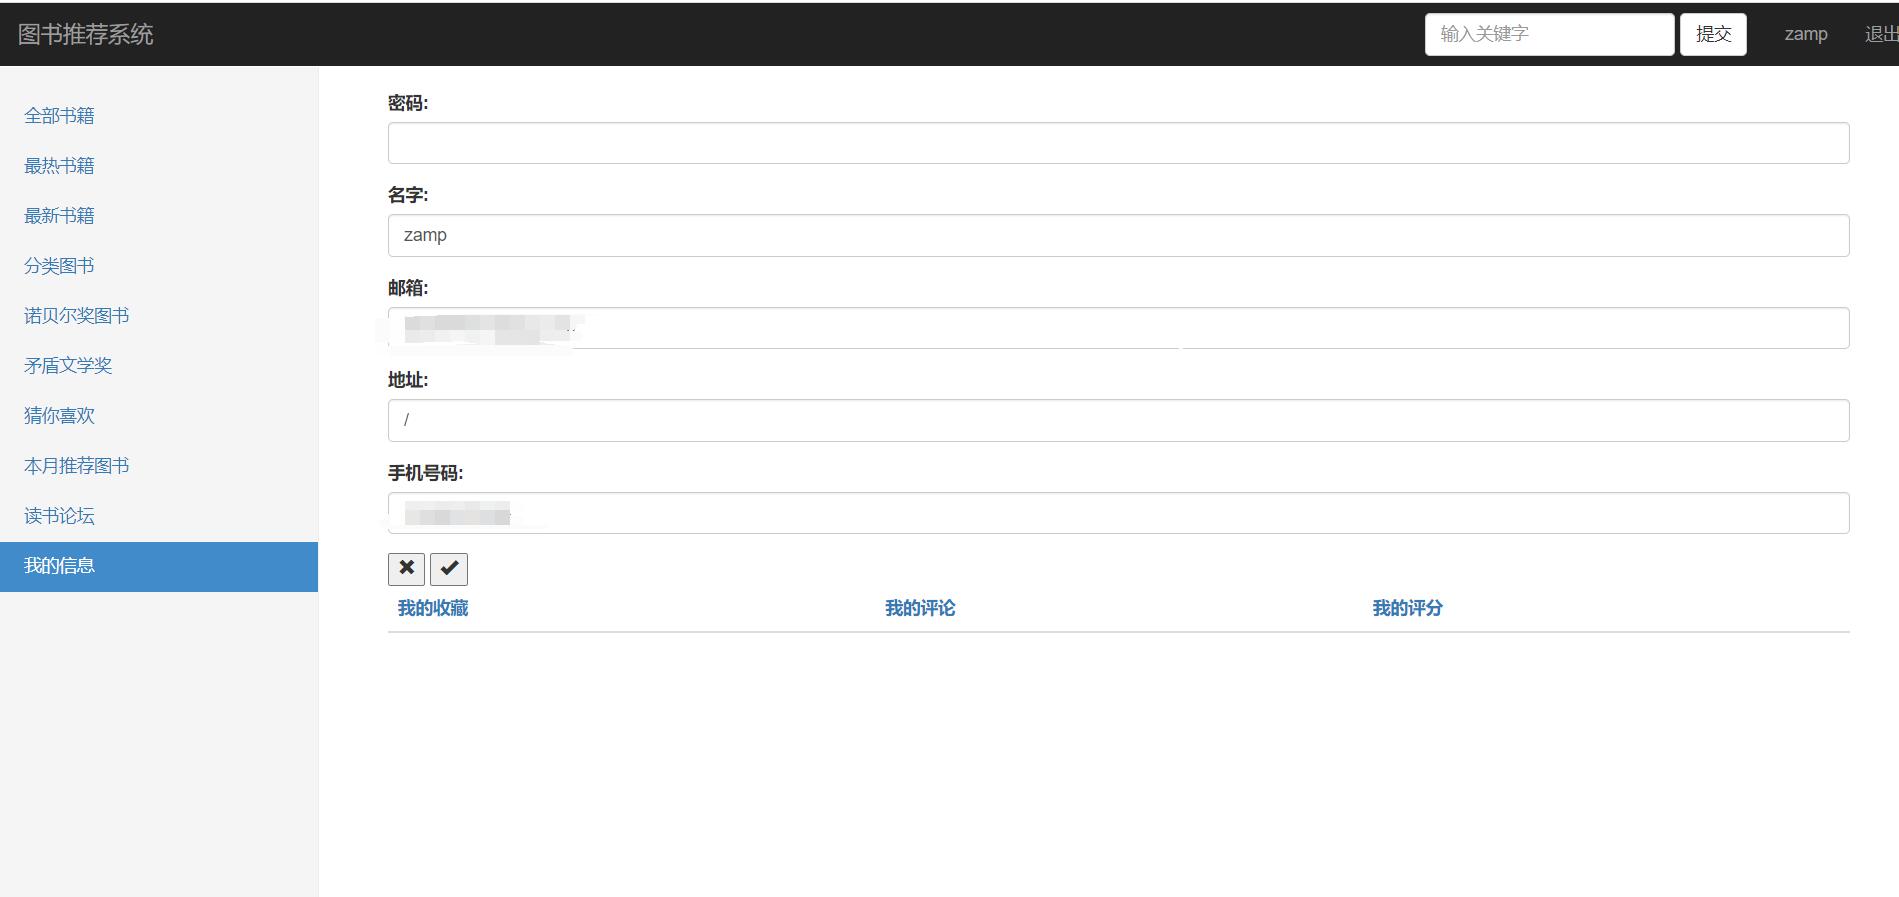 图书推荐系统
输入关键字
提交
zamp
退出
全部书籍
最热书籍
最新书籍
分类图书
诺贝尔奖图书
矛盾文学奖
猜你喜欢
本月推荐图书
读书论坛
我的信息
密码:
名字:
zamp
邮箱:
地址:
/
手机号码:
我的收藏 我的评论 我的评分